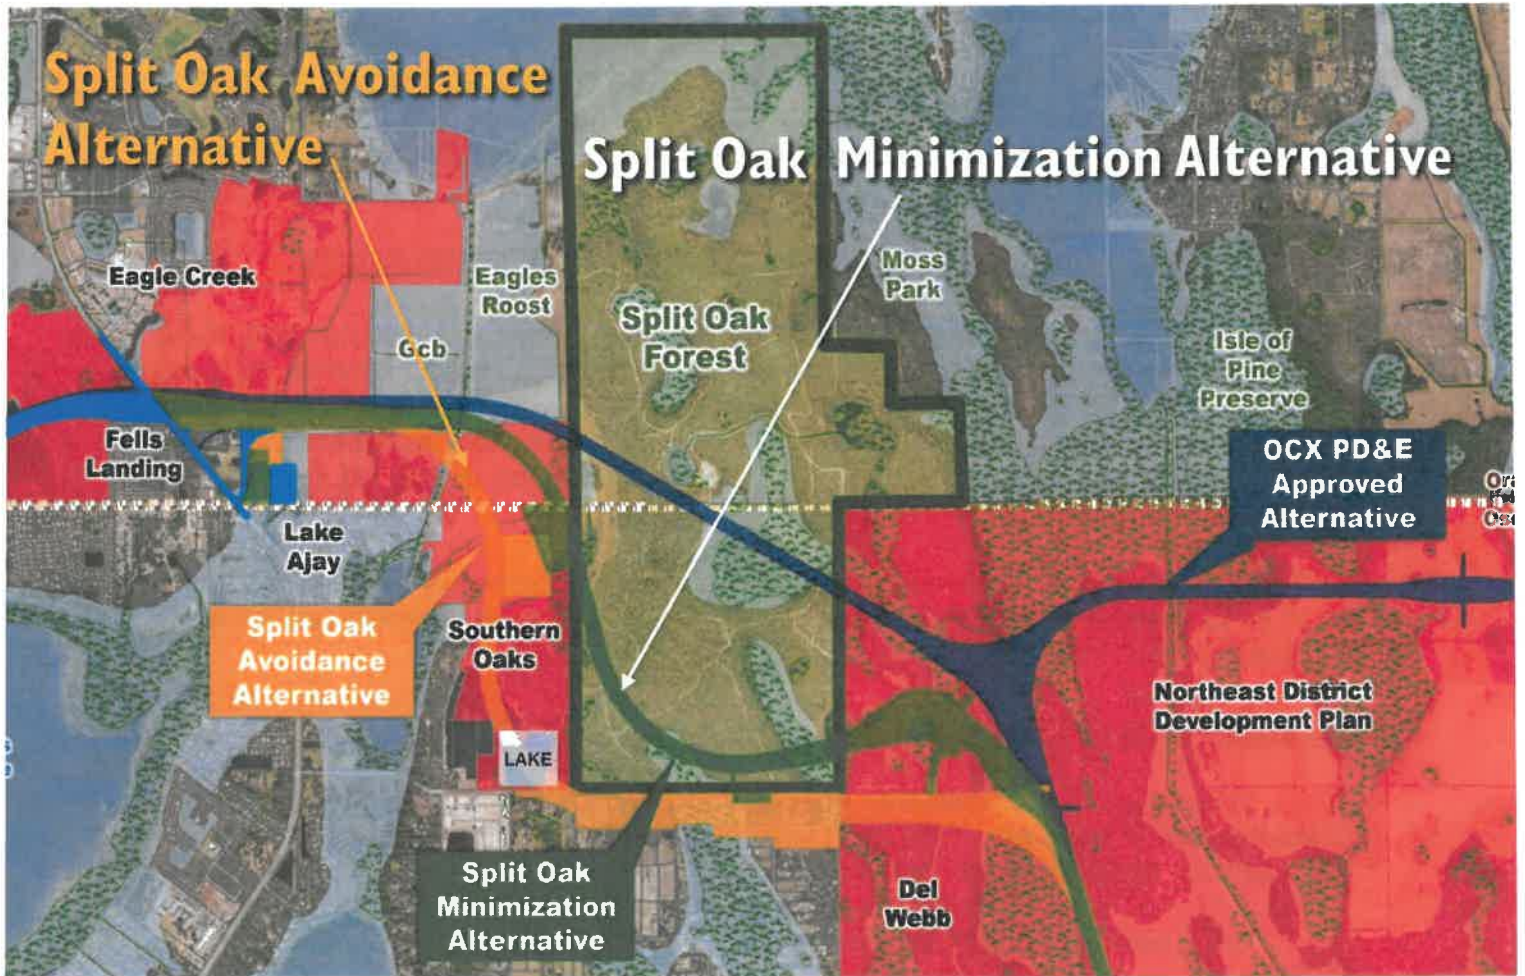 Split Oak Avoidance
Alternative
Split Oak Minimization Alternative
Eagle Creek
Eagles
Roost
Moss
Park
Split Oak
Forest
Gcb
Isle of
Pine
Preserve
Fells
Landing
OCX PD&E
Approved
Alternative
Lake
Ajay
Split Oak
Avoidance
Alternative
Southern
Oaks
Northeast District
Development Plan
LAKE
Split Oak
Minimization
Alternative
Del
Webb